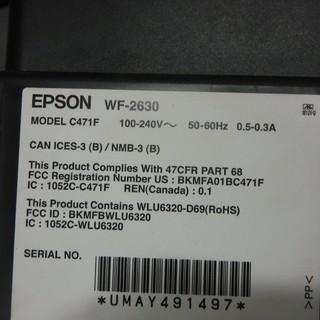 EPSON WF-2630
MODEL C471F 100-240V~ 50-60Hz 0.5-0.3A
CAN ICES-3 (B) / NMB-3 (B)
This Product Complies With 47CFR PART 68
FCC Registration Number US : BKMFA01BC471F
IC : 1052C-C471F REN(Canada) : 0.1
This Product Contains WLU6320-D69(RoHS)
FCC ID : BKMFBWLU6320
IC : 1052C-WLU6320
SERIAL NO.
*UMAY491497*
>PP<